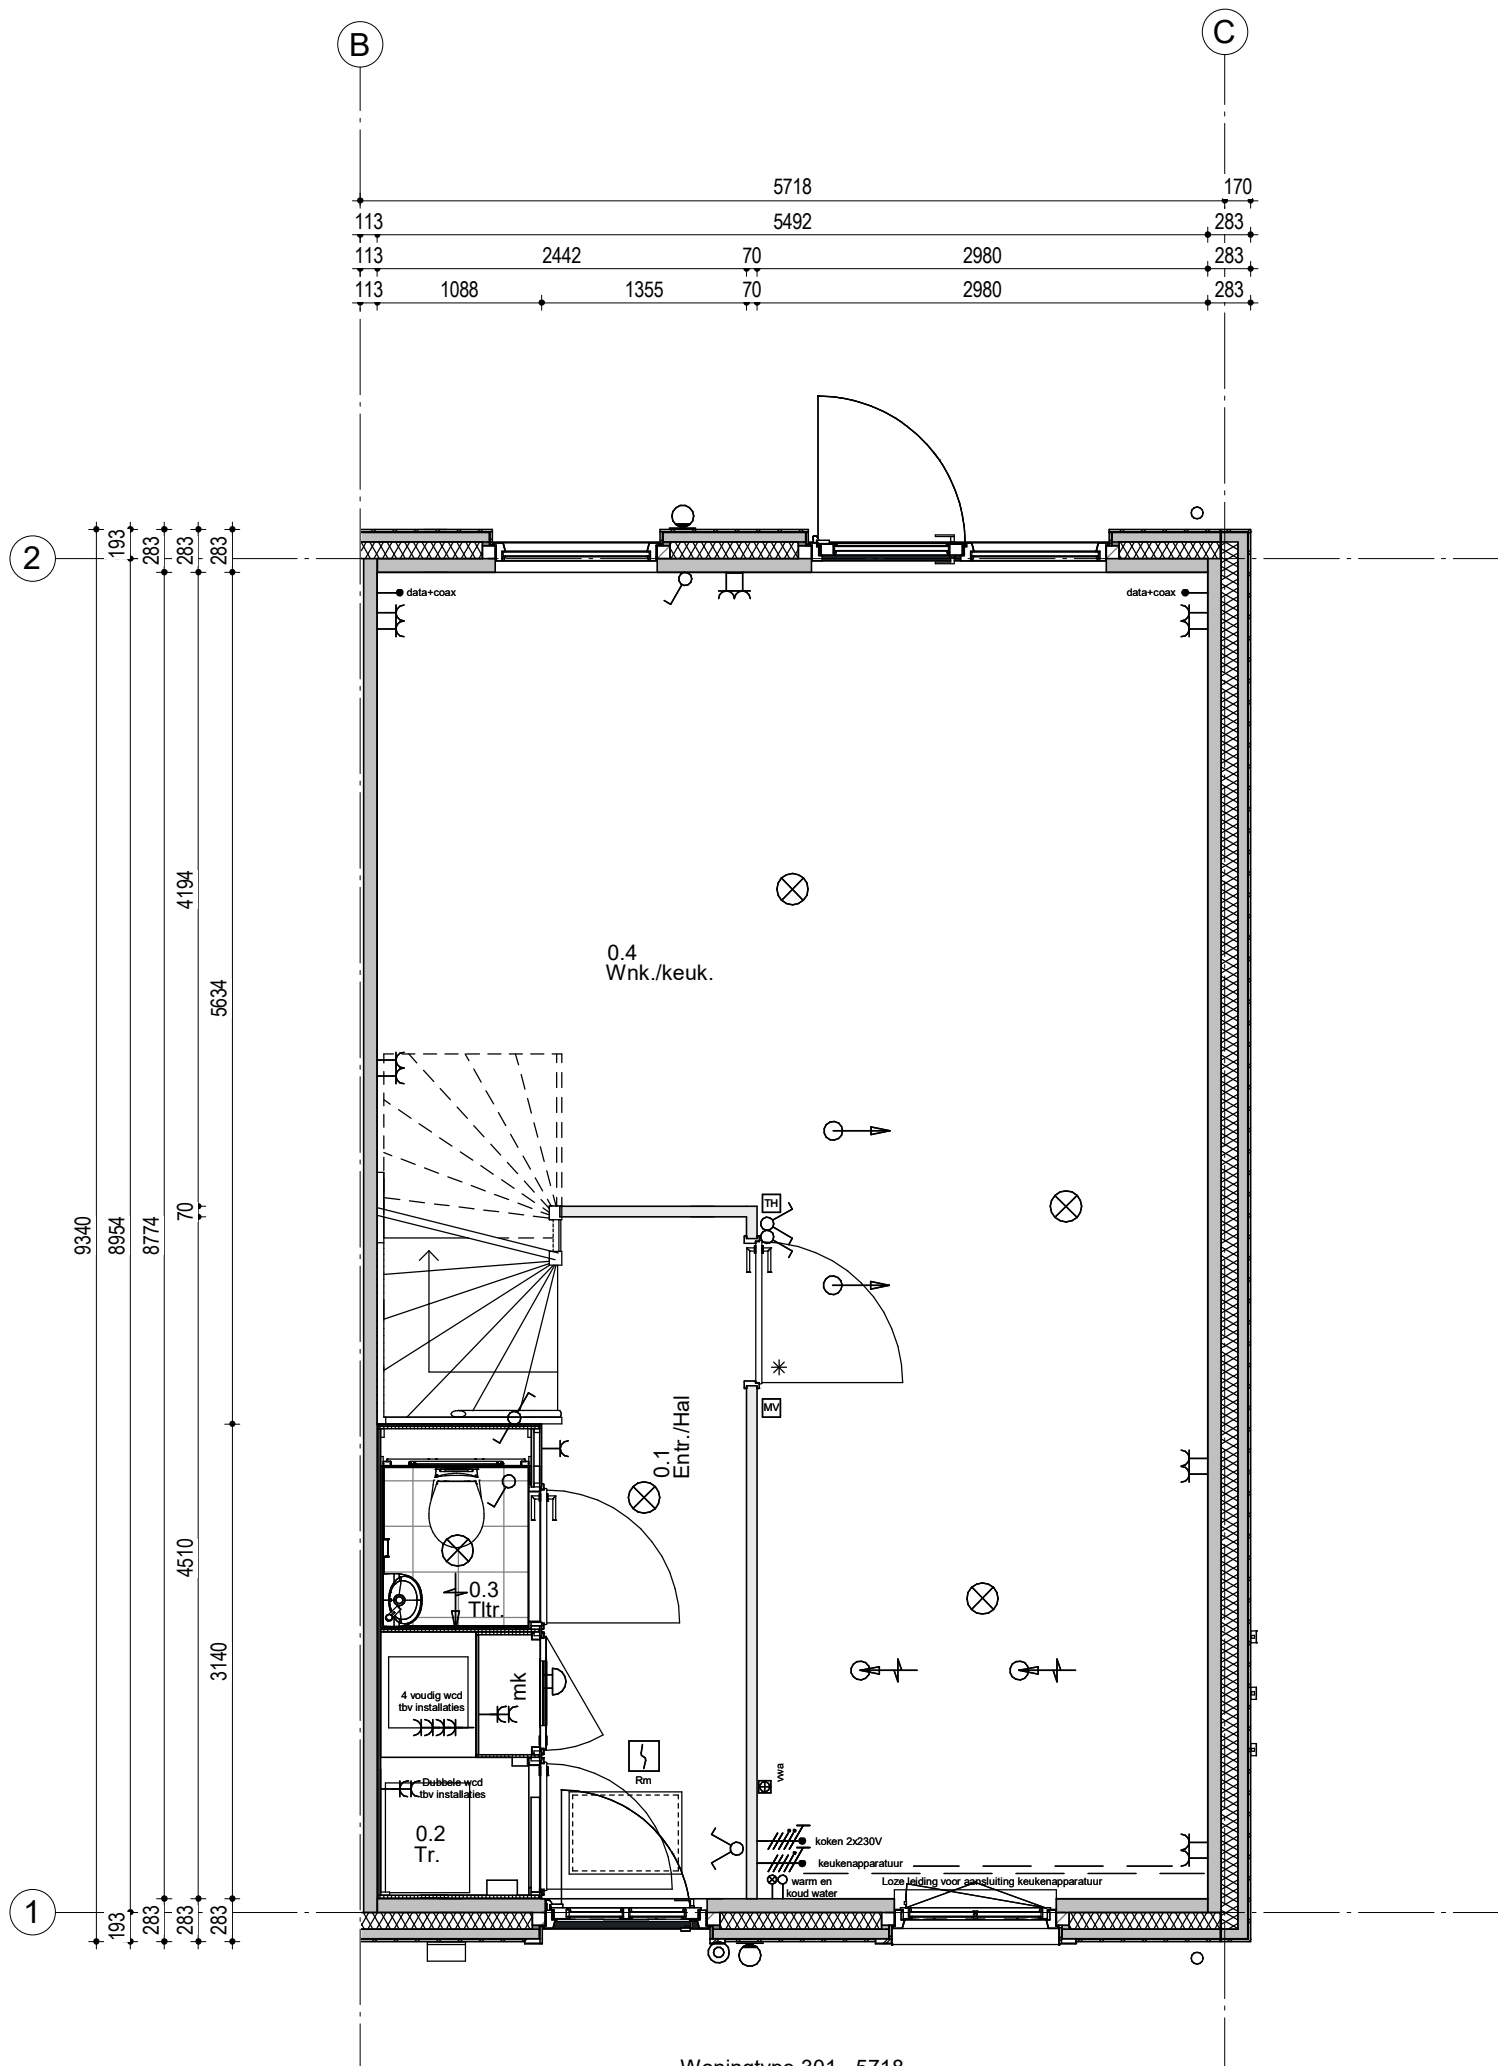 B
C
5718 170
113 5492 283
113 2442 70 2980 283
113 1088 1355 70 2980 283
2
193
283
283
283
data+coax
data+coax
4194
0.4
Wnk./keuk.
5634
TH
70
9340
8954
8774
MV
0.1
Entr./Hal
4510
0.3
Tltr.
3140
4 voudig wcd
tbv installaties
mk
Rm
vwa
Dubbele wcd
tbv installaties
0.2
Tr.
koken 2x230V
keukenapparatuur
warm en
koud water
Loze leiding voor aansluiting keukenapparatuur
1
193
283
283
283